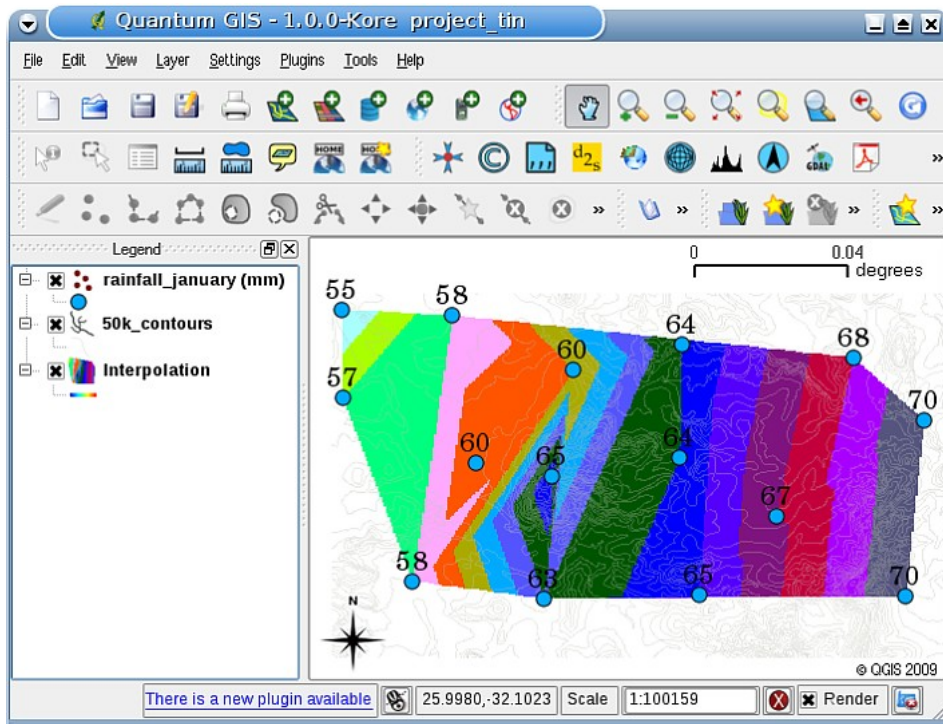 Quantum GIS - 1.0.0-Kore project_tin
File Edit View Layer Settings Plugins Tools Help
HOME HOME
d2s
GDAL
» 
» » » »
Legend
rainfall_january (mm)
50k_contours
Interpolation
0 0.04
degrees
55 58 64 68
60
57 70
60 65 64
67
58 63 65 70
N
© QGIS 2009
There is a new plugin available 25.9980,-32.1023 Scale 1:100159 Render